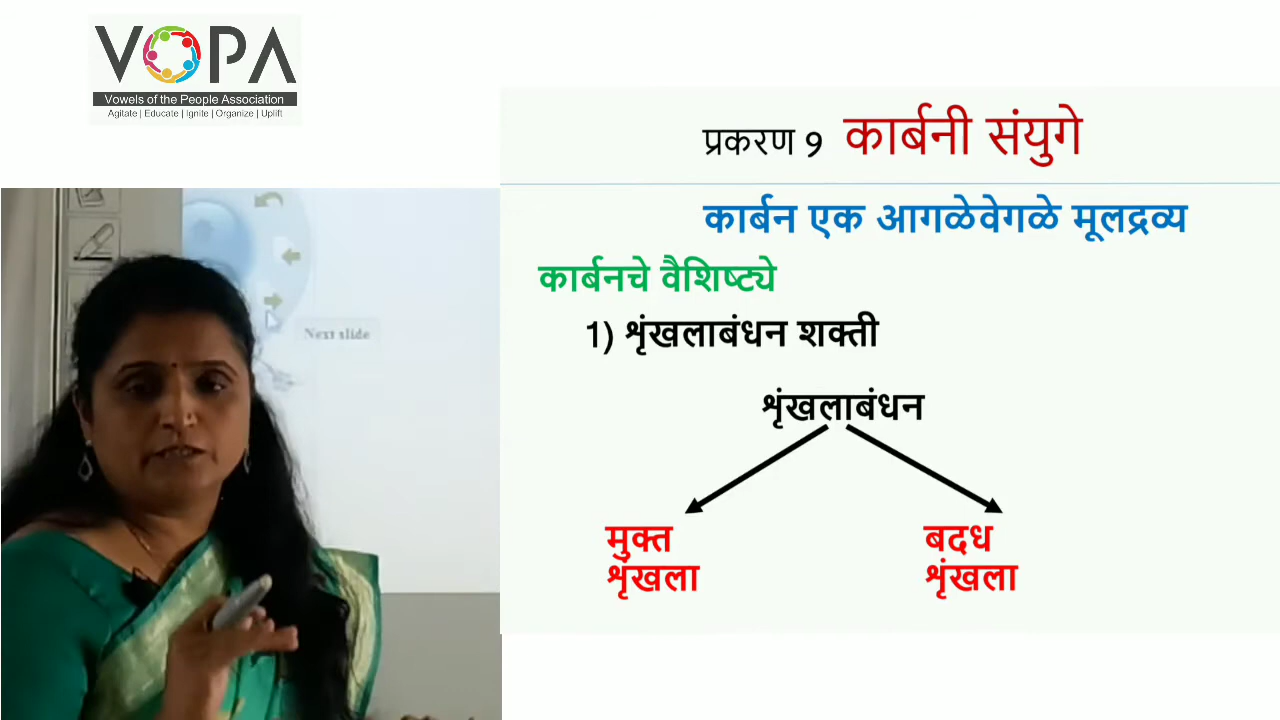 VOPA
Vowels of the People Association
Agitate | Educate | Ignite | Organize | Uplift
प्रकरण 9 कार्बनी संयुगे
कार्बन एक आगळेवेगळे मूलद्रव्य
कार्बनचे वैशिष्ट्ये
1) शृंखलाबंधन शक्ती
Next slide
शृंखलाबंधन
मुक्त
शृंखला
बदध
शृंखला